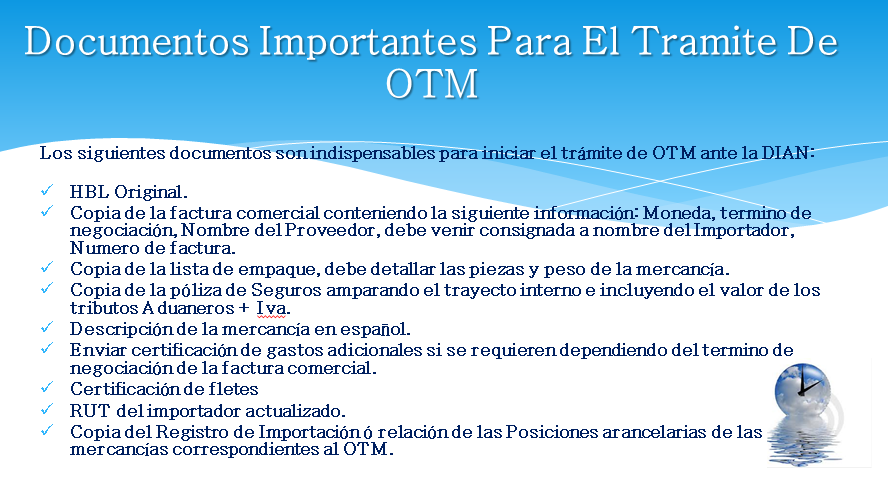 Documentos Importantes Para El Tramite De
OTM
Los siguientes documentos son indispensables para iniciar el trámite de OTM ante la DIAN:
✓ HBL Original.
✓ Copia de la factura comercial conteniendo la siguiente información: Moneda, termino de
negociación, Nombre del Proveedor, debe venir consignada a nombre del Importador,
Numero de factura.
✓ Copia de la lista de empaque, debe detallar las piezas y peso de la mercancía.
✓ Copia de la póliza de Seguros amparando el trayecto interno e incluyendo el valor de los
tributos Aduaneros + Iva.
✓ Descripción de la mercancía en español.
✓ Enviar certificación de gastos adicionales si se requieren dependiendo del termino de
negociación de la factura comercial.
✓ Certificación de fletes
✓ RUT del importador actualizado.
✓ Copia del Registro de Importación ó relación de las Posiciones arancelarias de las
mercancías correspondientes al OTM.